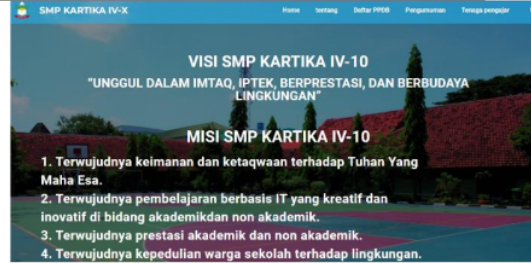 SMP KARTIKA IV-X
Home tentang Daftar PPDB Pengumuman Tenaga pengajar
VISI SMP KARTIKA IV-10
"UNGGUL DALAM IMTAQ, IPTEK, BERPRESTASI, DAN BERBUDAYA
LINGKUNGAN"
MISI SMP KARTIKA IV-10
1. Terwujudnya keimanan dan ketaqwaan terhadap Tuhan Yang
Maha Esa.
2. Terwujudnya pembelajaran berbasis IT yang kreatif dan
inovatif di bidang akademikdan non akademik.
3. Terwujudnya prestasi akademik dan non akademik.
4. Terwujudnya kepedulian warga sekolah terhadap lingkungan.